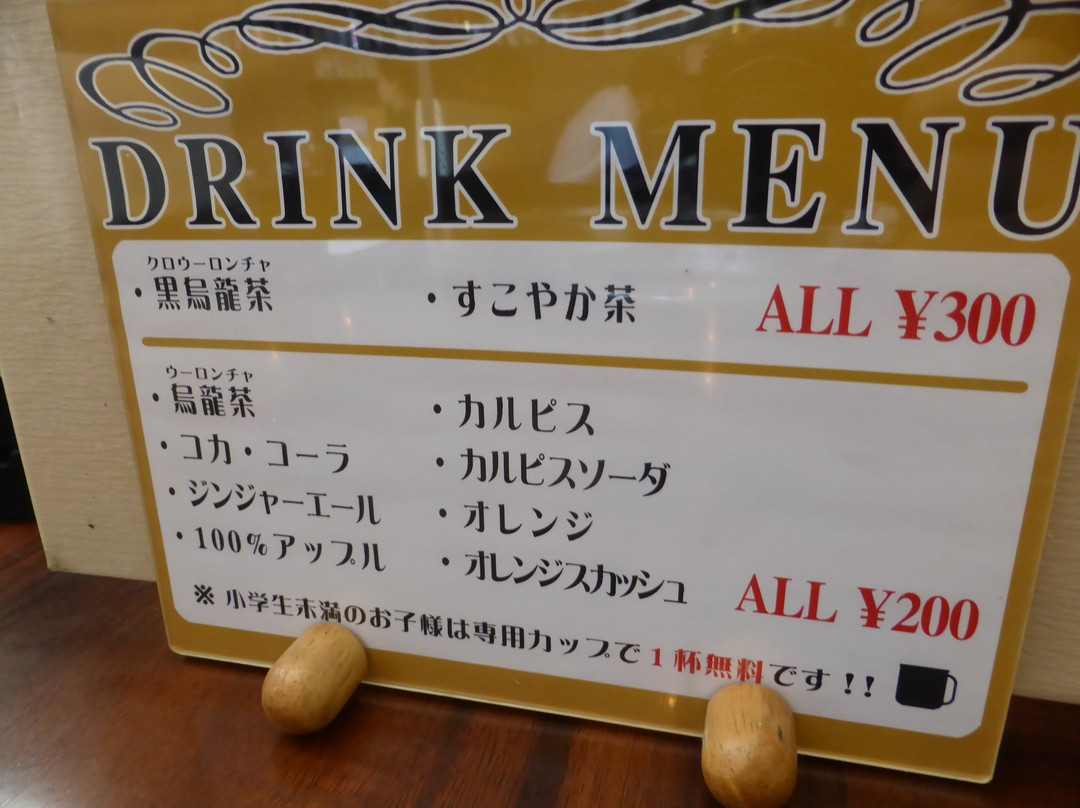 DRINK MENU
クロウーロンチャ
・黒烏龍茶 ・すこやか茶 ALL ¥300
ウーロンチャ
・烏龍茶 ・カルピス
・コカ・コーラ ・カルピスソーダ
・ジンジャーエール ・オレンジ
・100%アップル ・オレンジスカッシュ ALL ¥200
※ 小学生未満のお子様は専用カップで1杯無料です!!